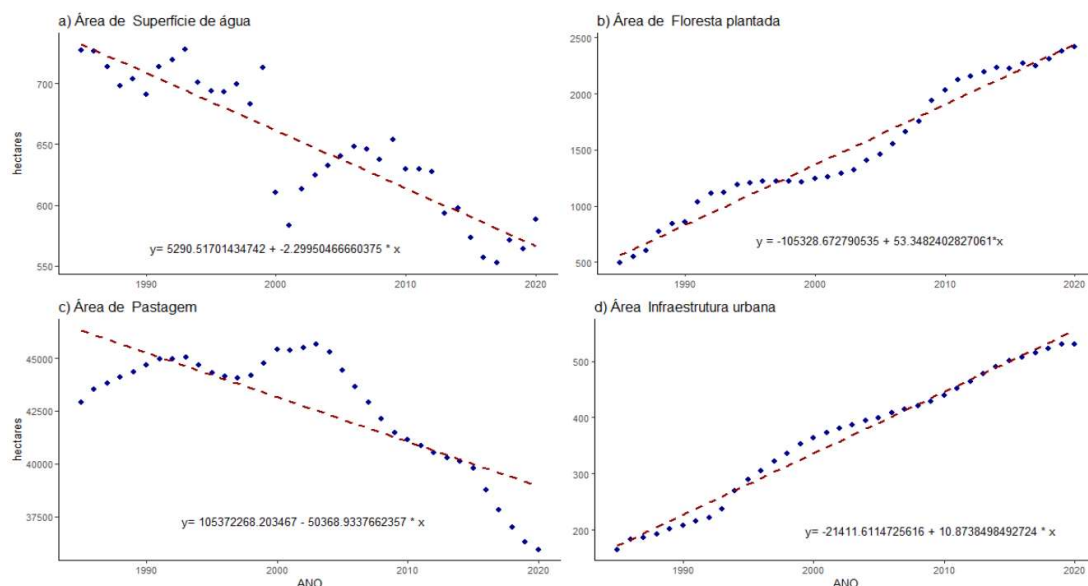 a) Área de Superfície de água
b) Área de Floresta plantada
hectares
700
650
600
550
y= 5290.51701434742 + -2.29950466660375 * x
1990
2000
2010
2020
2500
2000
1500
1000
500
y = -105328.672790535 + 53.3482402827061*x
1990
2000
2010
2020
c) Área de Pastagem
d) Área Infraestrutura urbana
hectares
45000
42500
40000
37500
y= 105372268.203467 - 50368.9337662357 * x
1990
2000
2010
2020
ANO
500
400
300
200
y= -21411.6114725616 + 10.8738498492724 * x
1990
2000
2010
2020
ANO